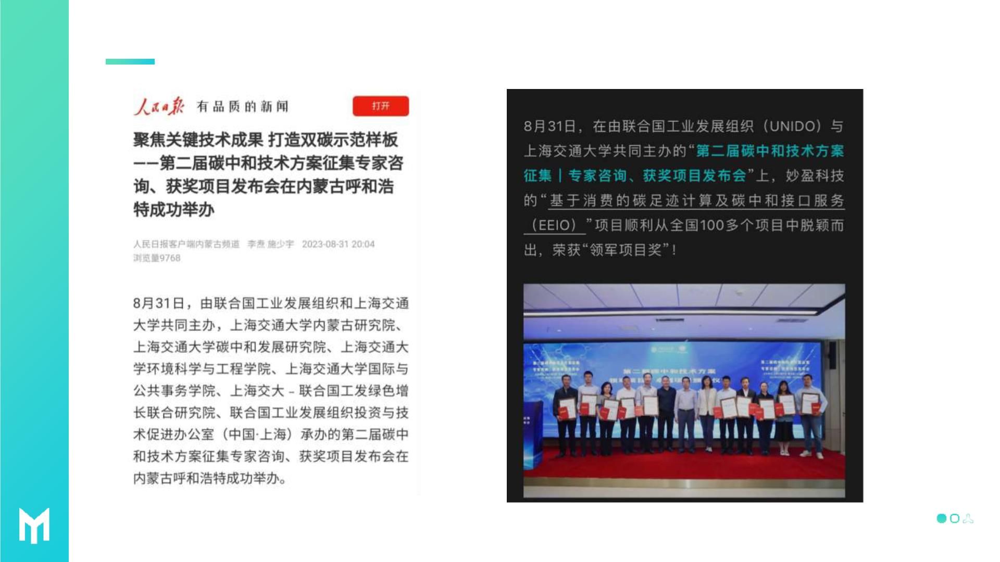 人民日报 有品质的新闻 打开
聚焦关键技术成果 打造双碳示范样板
——第二届碳中和技术方案征集专家咨
询、获奖项目发布会在内蒙古呼和浩
特成功举办
人民日报客户端内蒙古频道 李焘 施少宇 2023-08-31 20:04
浏览量9768
8月31日，由联合国工业发展组织和上海交通
大学共同主办，上海交通大学内蒙古研究院、
上海交通大学碳中和发展研究院、上海交通大
学环境科学与工程学院、上海交通大学国际与
公共事务学院、上海交大－联合国工发绿色增
长联合研究院、联合国工业发展组织投资与技
术促进办公室（中国·上海）承办的第二届碳中
和技术方案征集专家咨询、获奖项目发布会在
内蒙古呼和浩特成功举办。
8月31日，在由联合国工业发展组织（UNIDO）与
上海交通大学共同主办的“第二届碳中和技术方案
征集｜专家咨询、获奖项目发布会”上，妙盈科技
的“基于消费的碳足迹计算及碳中和接口服务
（EEIO）”项目顺利从全国100多个项目中脱颖而
出，荣获“领军项目奖”！
第二届碳中和技术方案